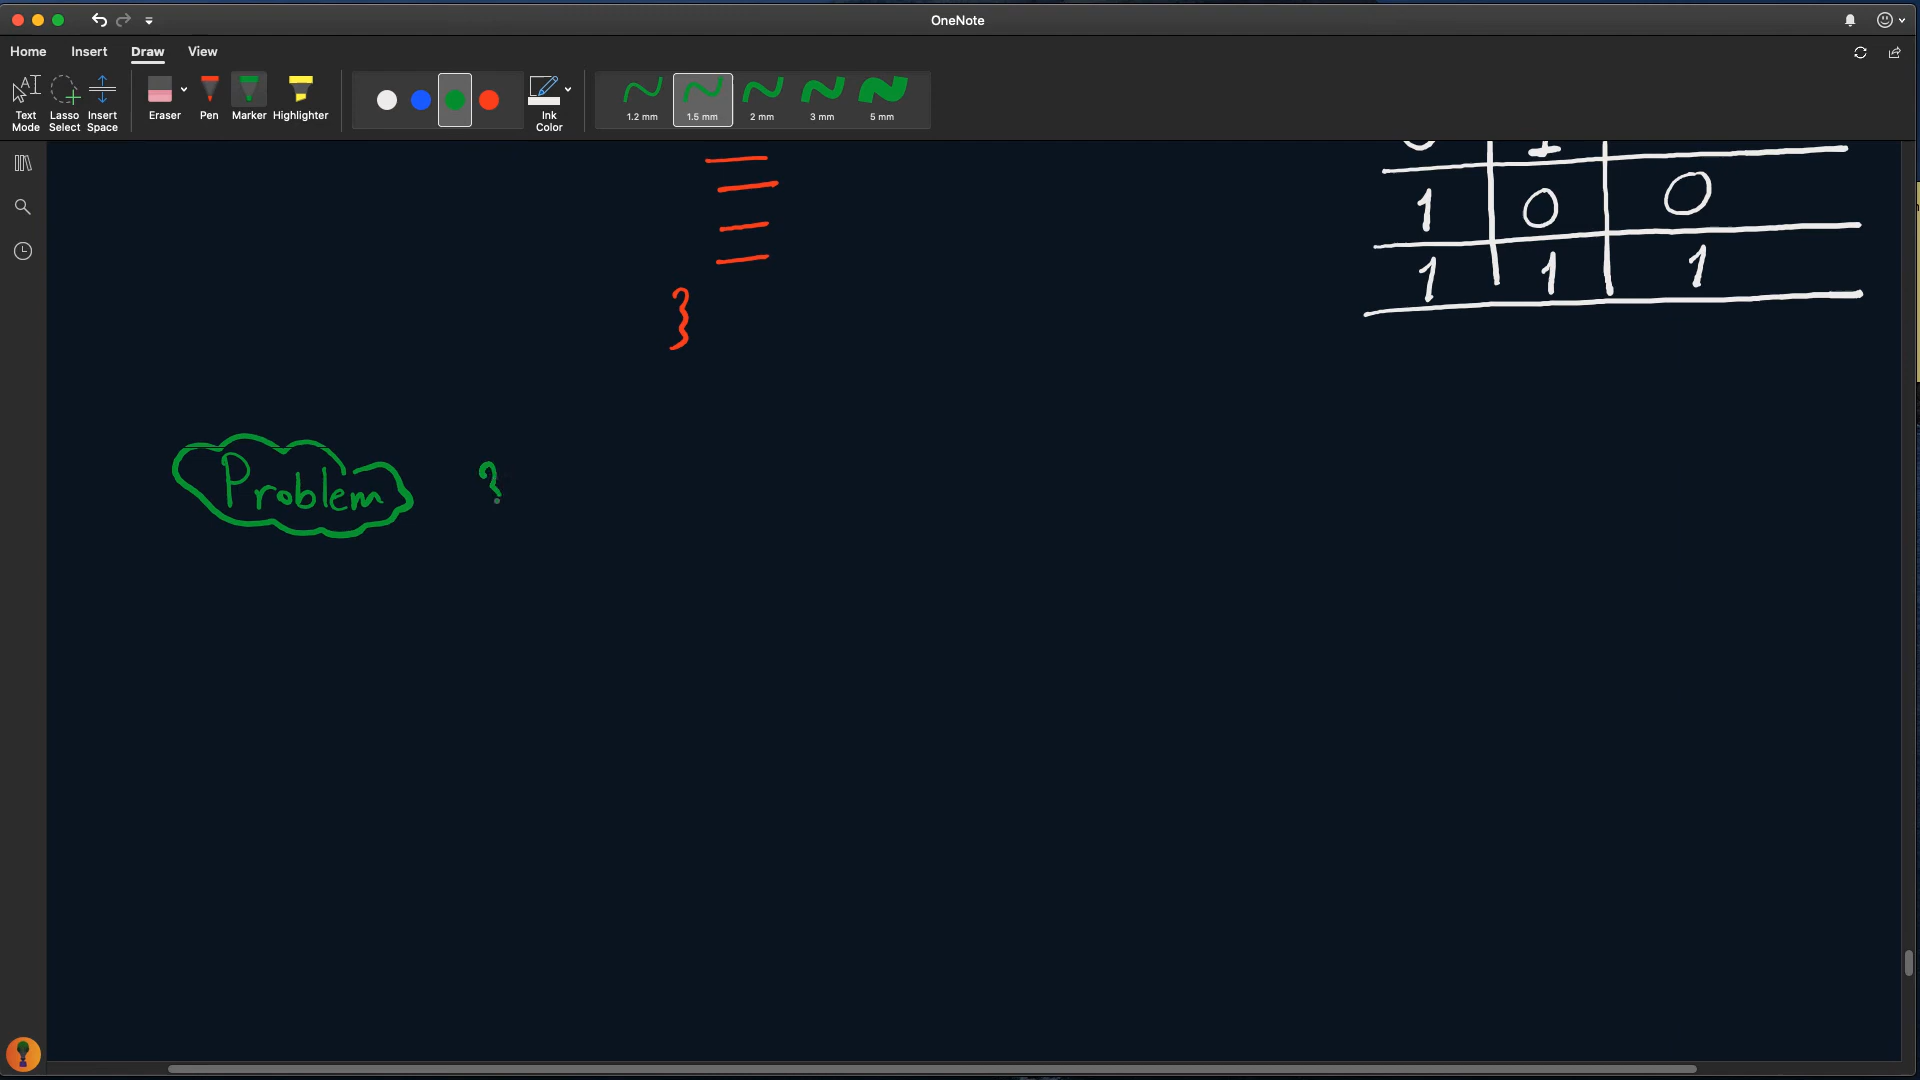 OneNote
Home Insert Draw View
Text Mode
Lasso Select
Insert Space
Eraser
Pen
Marker
Highlighter
Ink Color
1.2 mm
1.5 mm
2 mm
3 mm
5 mm
1 0 0
1 1 1
}
Problem ?